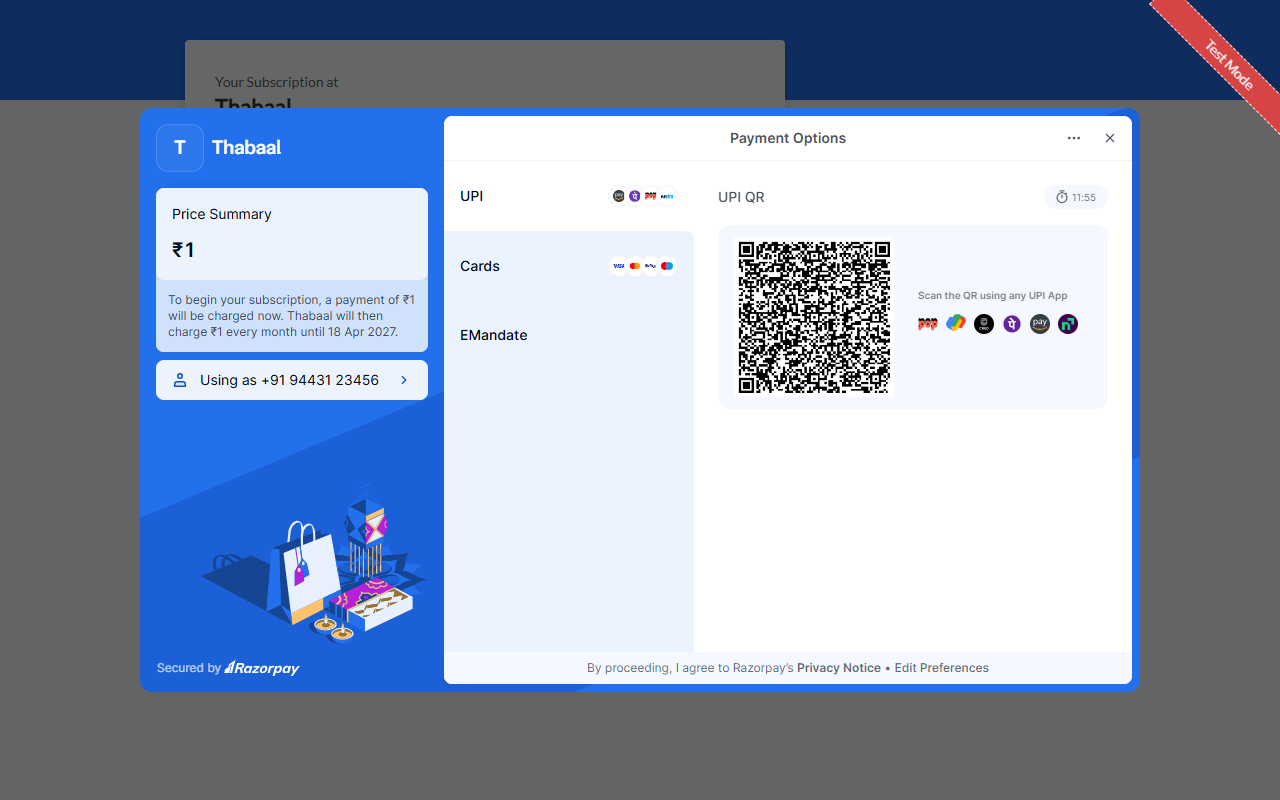 Test Mode
Your Subscription at
Thabaal
T
Thabaal
Price Summary
₹1
To begin your subscription, a payment of ₹1
will be charged now. Thabaal will then
charge ₹1 every month until 18 Apr 2027.
Using as +91 94431 23456
Secured by Razorpay
Payment Options
UPI
Cards
EMandate
UPI QR
11:55
Scan the QR using any UPI App
By proceeding, I agree to Razorpay's Privacy Notice • Edit Preferences